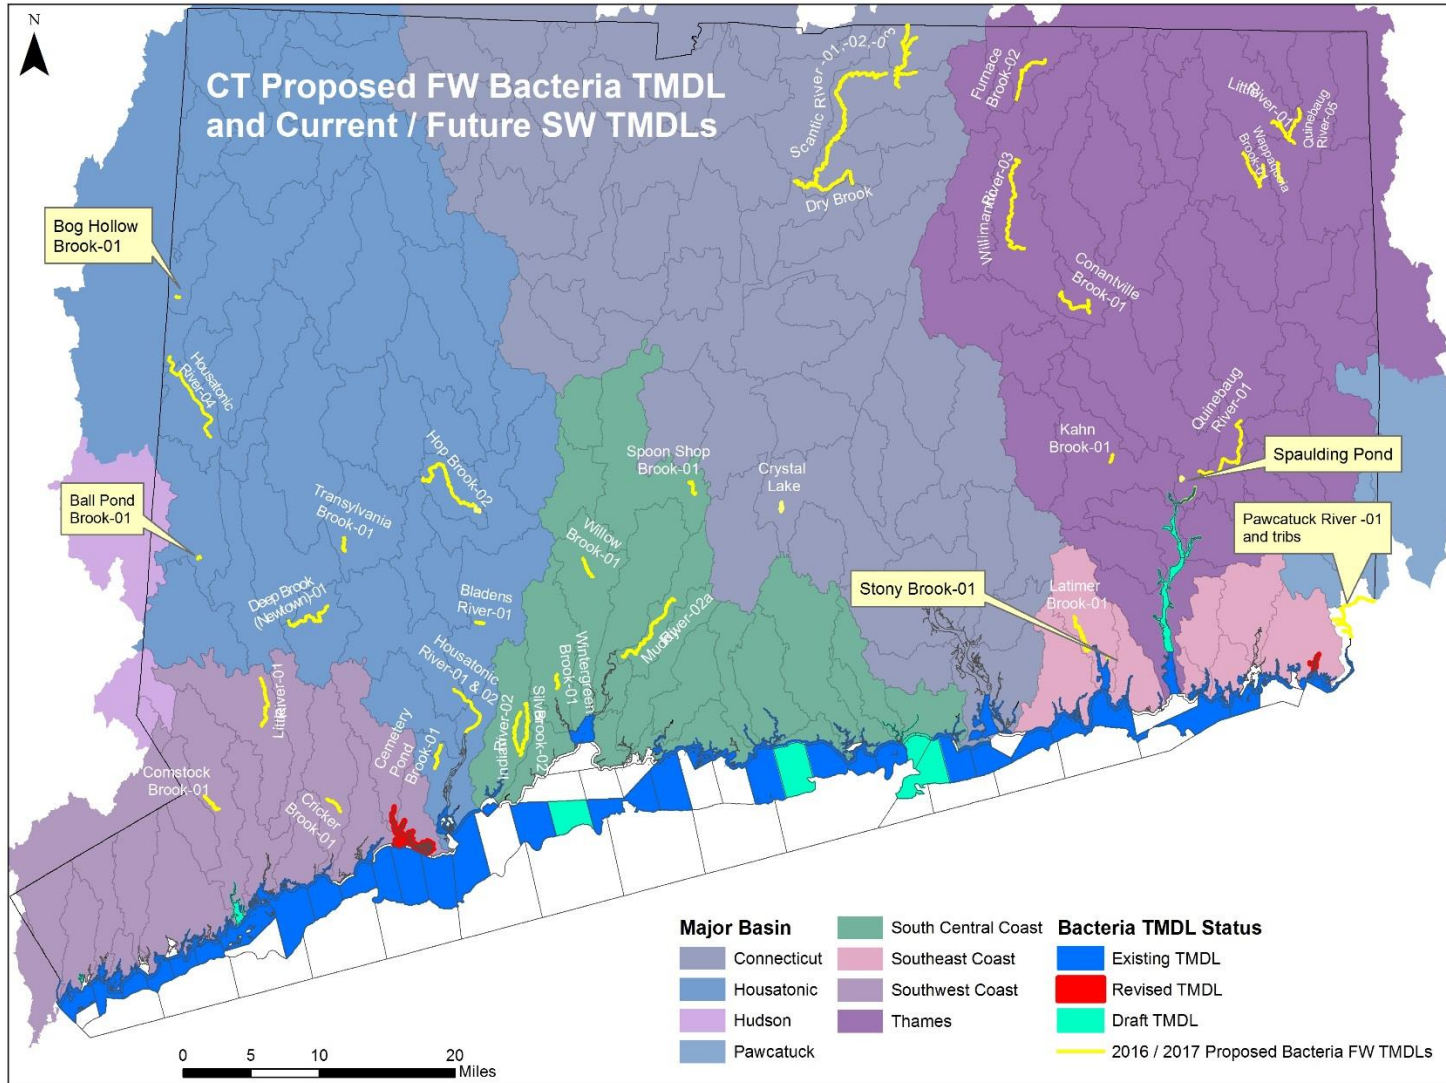 N
CT Proposed FW Bacteria TMDL
and Current / Future SW TMDLs
Scantic River -01,-02,-03
Dry Brook
Furnace
Brook-02
Little
River-01
Quinebaug
River-05
Wappaquoia
Brook-01
Willimantic
River-03
Conantville
Brook-01
Bog Hollow
Brook-01
Housatonic
River-04
Hop Brook-02
Ball Pond
Brook-01
Transylvania
Brook-01
Deep Brook
(Newtown)-01
Bladens
River-01
Spoon Shop
Brook-01
Crystal
Lake
Willow
Brook-01
Kahn
Brook-01
Quinebaug
River-01
Spaulding Pond
Pawcatuck River -01
and tribs
Stony Brook-01
Latimer
Brook-01
Muddy
River-02a
Wintergreen
Brook-01
Housatonic
River-01 & 02
Indian
River-02
Silver
Brook-02
Little
River-01
Cemetery
Pond
Brook-01
Comstock
Brook-01
Cricker
Brook-01
Major Basin
Connecticut
Housatonic
Hudson
Pawcatuck
South Central Coast
Southeast Coast
Southwest Coast
Thames
Bacteria TMDL Status
Existing TMDL
Revised TMDL
Draft TMDL
2016 / 2017 Proposed Bacteria FW TMDLs
0 5 10 20
Miles